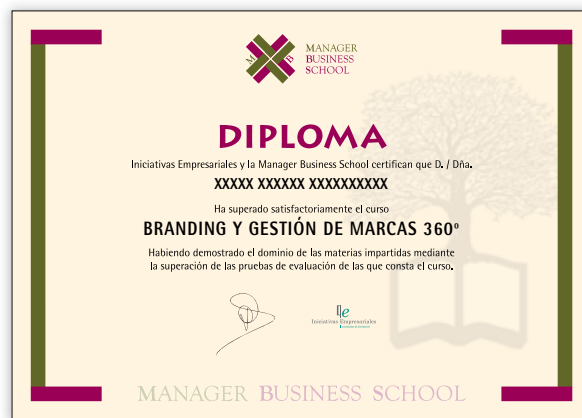 M B
MANAGER
BUSINESS
SCHOOL
DIPLOMA
Iniciativas Empresariales y la Manager Business School certifican que D. / Dña.
XXXXX XXXXXX XXXXXXXXXX
Ha superado satisfactoriamente el curso
BRANDING Y GESTIÓN DE MARCAS 360º
Habiendo demostrado el dominio de las materias impartidas mediante
la superación de las pruebas de evaluación de las que consta el curso.
Ie
Iniciativas Empresariales
MANAGER BUSINESS SCHOOL